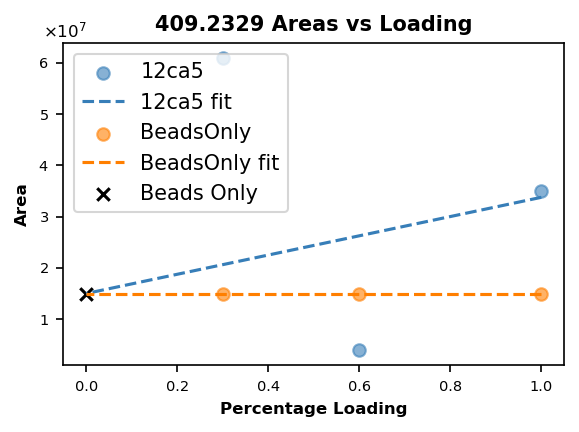 409.2329 Areas vs Loading
×10⁷
12ca5
12ca5 fit
BeadsOnly
BeadsOnly fit
Beads Only
6
5
4
3
2
1
Area
0.0 0.2 0.4 0.6 0.8 1.0
Percentage Loading